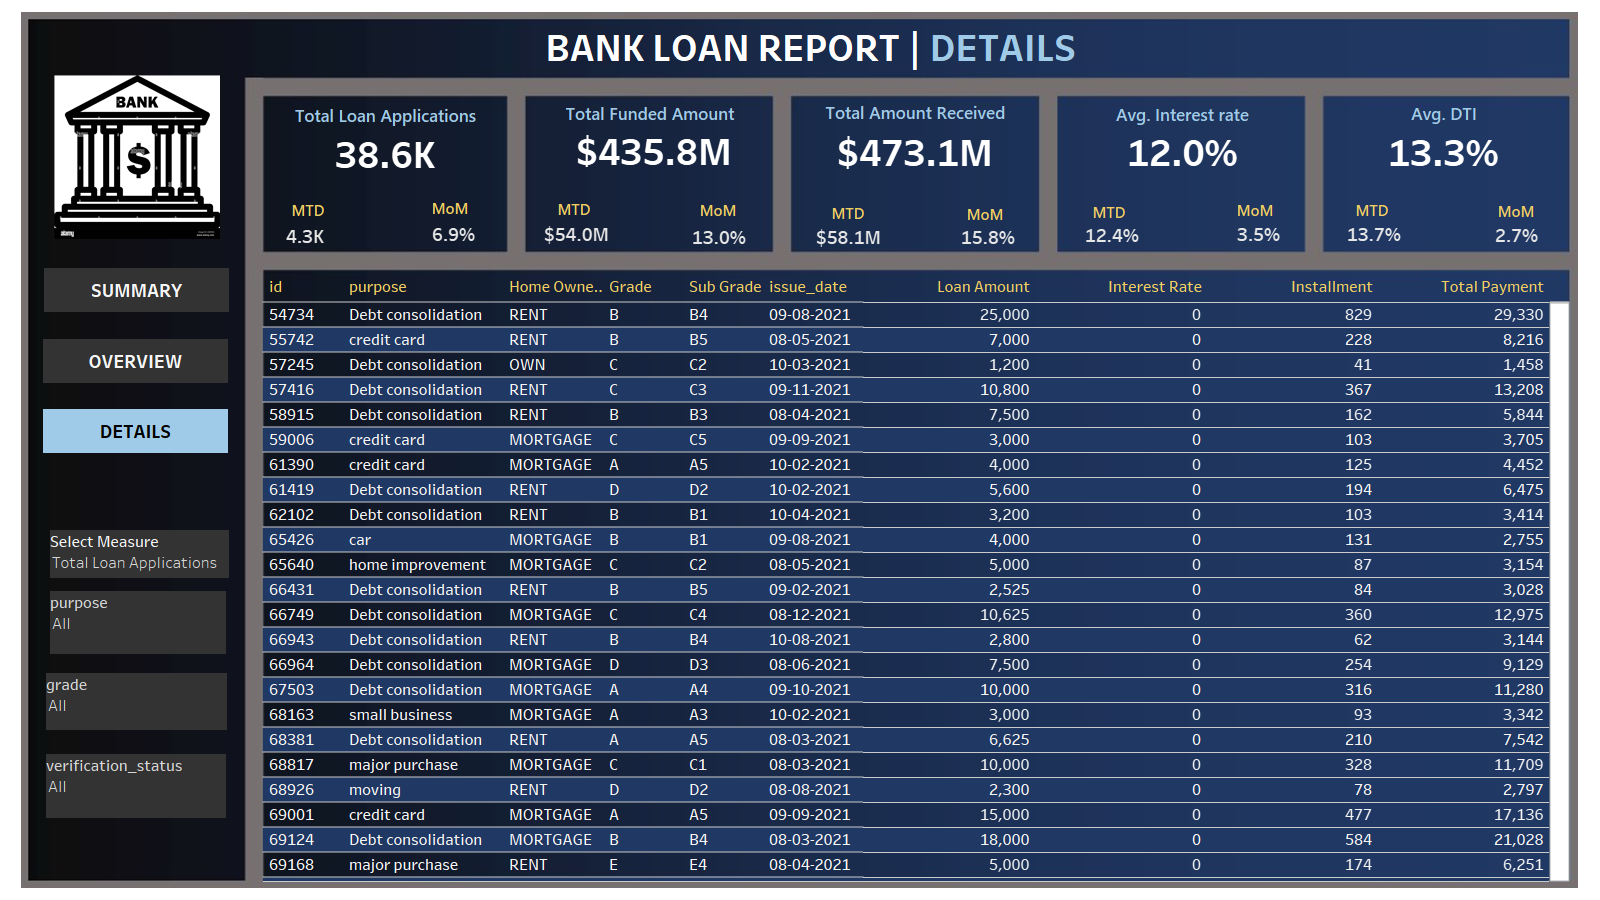 BANK LOAN REPORT | DETAILS
BANK
$
SUMMARY
OVERVIEW
DETAILS
Select Measure
Total Loan Applications
purpose
All
grade
All
verification_status
All
Total Loan Applications
38.6K
MTD MoM
4.3K 6.9%
Total Funded Amount
$435.8M
MTD MoM
$54.0M 13.0%
Total Amount Received
$473.1M
MTD MoM
$58.1M 15.8%
Avg. Interest rate
12.0%
MTD MoM
12.4% 3.5%
Avg. DTI
13.3%
MTD MoM
13.7% 2.7%
id purpose Home Owne.. Grade Sub Grade issue_date Loan Amount Interest Rate Installment Total Payment
54734 Debt consolidation RENT B B4 09-08-2021 25,000 0 829 29,330
55742 credit card RENT B B5 08-05-2021 7,000 0 228 8,216
57245 Debt consolidation OWN C C2 10-03-2021 1,200 0 41 1,458
57416 Debt consolidation RENT C C3 09-11-2021 10,800 0 367 13,208
58915 Debt consolidation RENT B B3 08-04-2021 7,500 0 162 5,844
59006 credit card MORTGAGE C C5 09-09-2021 3,000 0 103 3,705
61390 credit card MORTGAGE A A5 10-02-2021 4,000 0 125 4,452
61419 Debt consolidation RENT D D2 10-02-2021 5,600 0 194 6,475
62102 Debt consolidation RENT B B1 10-04-2021 3,200 0 103 3,414
65426 car MORTGAGE B B1 09-08-2021 4,000 0 131 2,755
65640 home improvement MORTGAGE C C2 08-05-2021 5,000 0 87 3,154
66431 Debt consolidation RENT B B5 09-02-2021 2,525 0 84 3,028
66749 Debt consolidation MORTGAGE C C4 08-12-2021 10,625 0 360 12,975
66943 Debt consolidation RENT B B4 10-08-2021 2,800 0 62 3,144
66964 Debt consolidation MORTGAGE D D3 08-06-2021 7,500 0 254 9,129
67503 Debt consolidation MORTGAGE A A4 09-10-2021 10,000 0 316 11,280
68163 small business MORTGAGE A A3 10-02-2021 3,000 0 93 3,342
68381 Debt consolidation RENT A A5 08-03-2021 6,625 0 210 7,542
68817 major purchase MORTGAGE C C1 08-03-2021 10,000 0 328 11,709
68926 moving RENT D D2 08-08-2021 2,300 0 78 2,797
69001 credit card MORTGAGE A A5 09-09-2021 15,000 0 477 17,136
69124 Debt consolidation MORTGAGE B B4 08-03-2021 18,000 0 584 21,028
69168 major purchase RENT E E4 08-04-2021 5,000 0 174 6,251